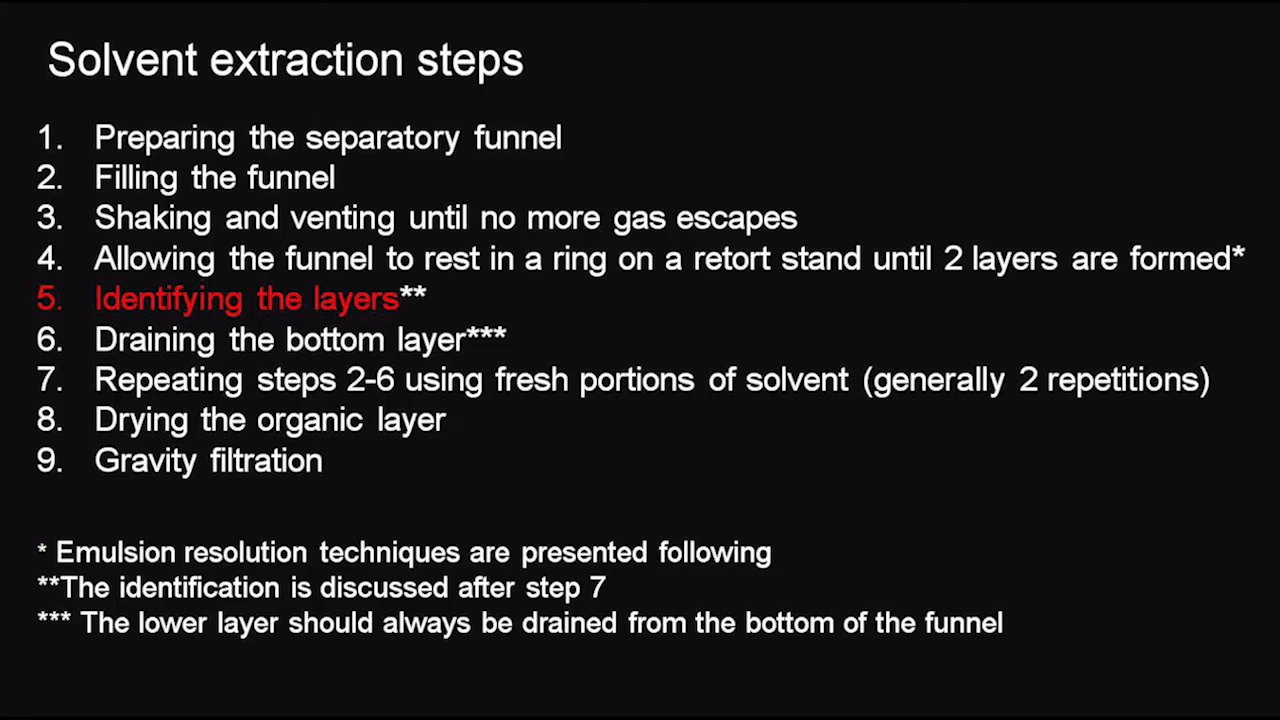 Solvent extraction steps
1. Preparing the separatory funnel
2. Filling the funnel
3. Shaking and venting until no more gas escapes
4. Allowing the funnel to rest in a ring on a retort stand until 2 layers are formed*
5. Identifying the layers**
6. Draining the bottom layer***
7. Repeating steps 2-6 using fresh portions of solvent (generally 2 repetitions)
8. Drying the organic layer
9. Gravity filtration
* Emulsion resolution techniques are presented following
**The identification is discussed after step 7
*** The lower layer should always be drained from the bottom of the funnel